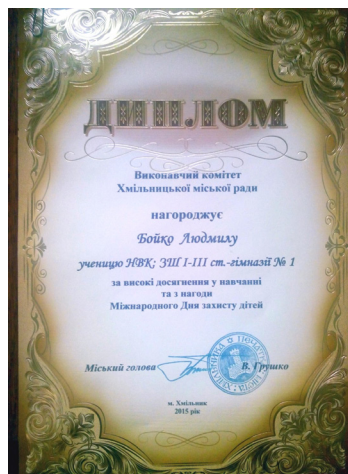 ДИПЛОМ
Виконавчий комітет
Хмільницької міської ради
нагороджує
Бойко Людмилу
ученицю НВК: ЗШ І-ІІІ ст.-гімназії № 1
за високі досягнення у навчанні
та з нагоди
Міжнародного Дня захисту дітей
Міський голова В. Грушко
м. Хмільник
2015 рік